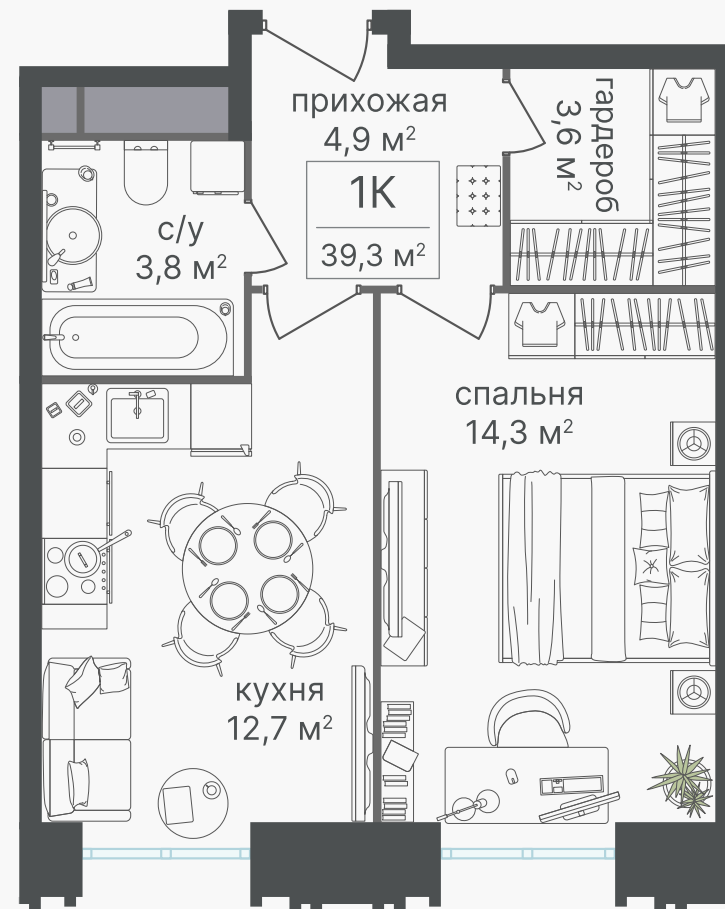 прихожая
4,9 м²
гардероб
3,6 м²
1К
39,3 м²
с/у
3,8 м²
спальня
14,3 м²
кухня
12,7 м²